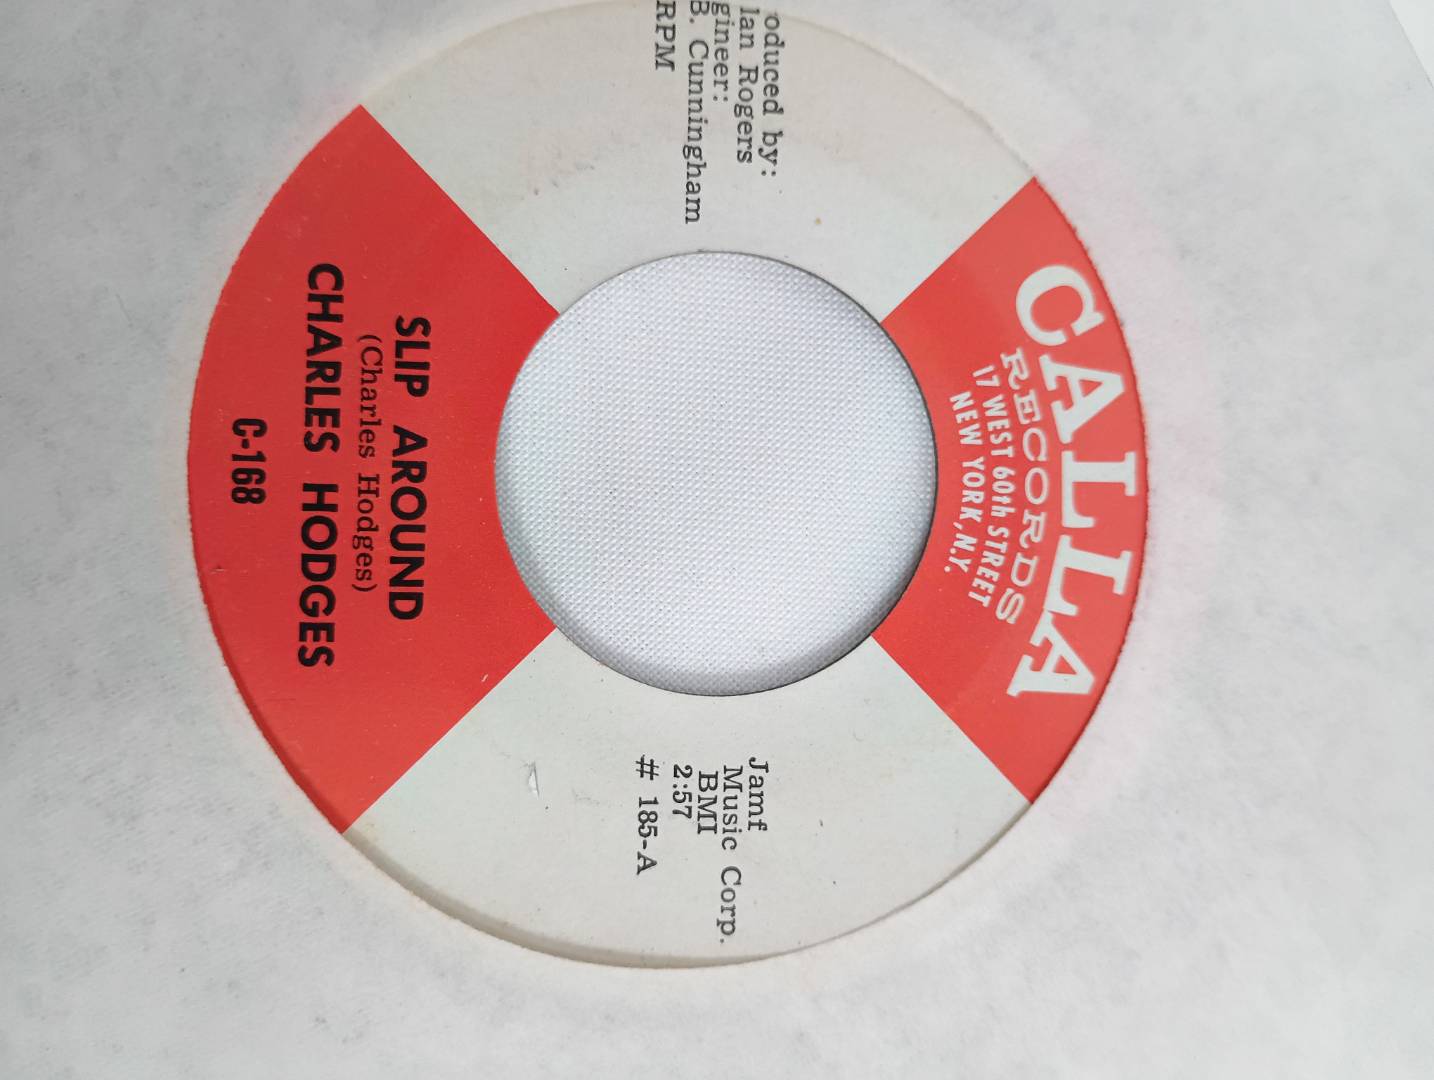 CALLA
RECORDS
17 WEST 60th STREET
NEW YORK, N.Y.
oduced by:
lan Rogers
gineer:
B. Cunningham
RPM
Jamf
Music Corp.
BMI
2:57
# 185-A
SLIP AROUND
(Charles Hodges)
CHARLES HODGES
C-168